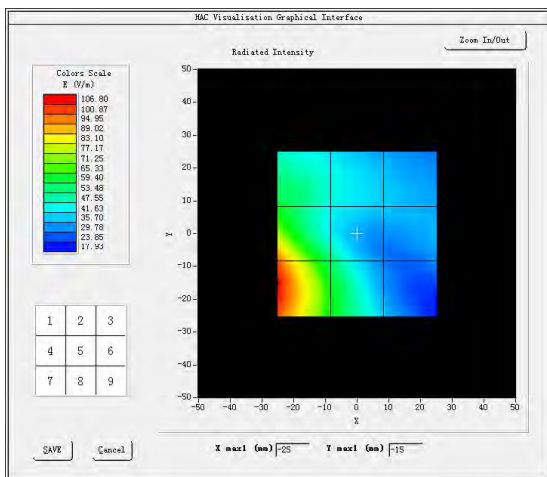 HAC Visualisation Graphical Interface
Zoom In/Out
Radiated Intensity
Colors Scale
E (V/m)
106.80
100.87
94.95
89.02
83.10
77.17
71.25
65.33
59.40
53.48
47.55
41.63
35.70
29.78
23.85
17.93
50
40
30
20
10
0
-10
-20
-30
-40
-50
Y
-50 -40 -30 -20 -10 0 10 20 30 40 50
X
1 2 3
4 5 6
7 8 9
SAVE Cancel
X max1 (mm) -25 Y max1 (mm) -15